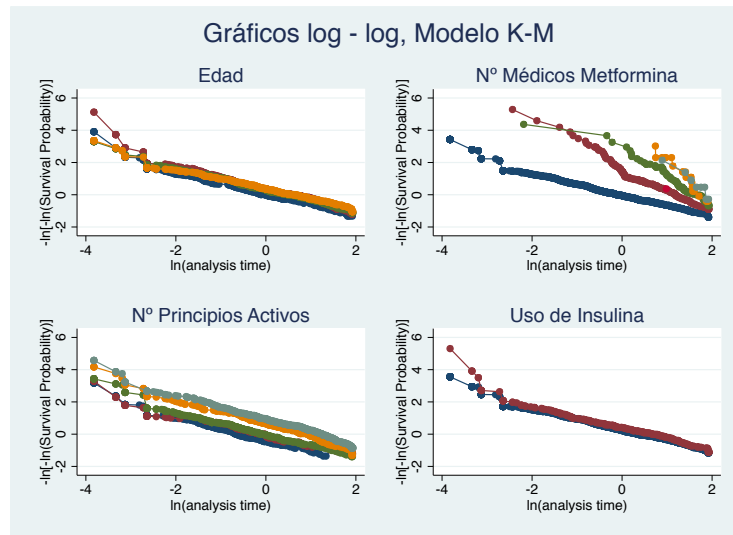 Gráficos log - log, Modelo K-M
Edad
-ln[-ln(Survival Probability)]
6
4
2
0
-2
-4
-2
0
2
ln(analysis time)
Nº Médicos Metformina
-ln[-ln(Survival Probability)]
6
4
2
0
-2
-4
-2
0
2
ln(analysis time)
Nº Principios Activos
-ln[-ln(Survival Probability)]
6
4
2
0
-2
-4
-2
0
2
ln(analysis time)
Uso de Insulina
-ln[-ln(Survival Probability)]
6
4
2
0
-2
-4
-2
0
2
ln(analysis time)